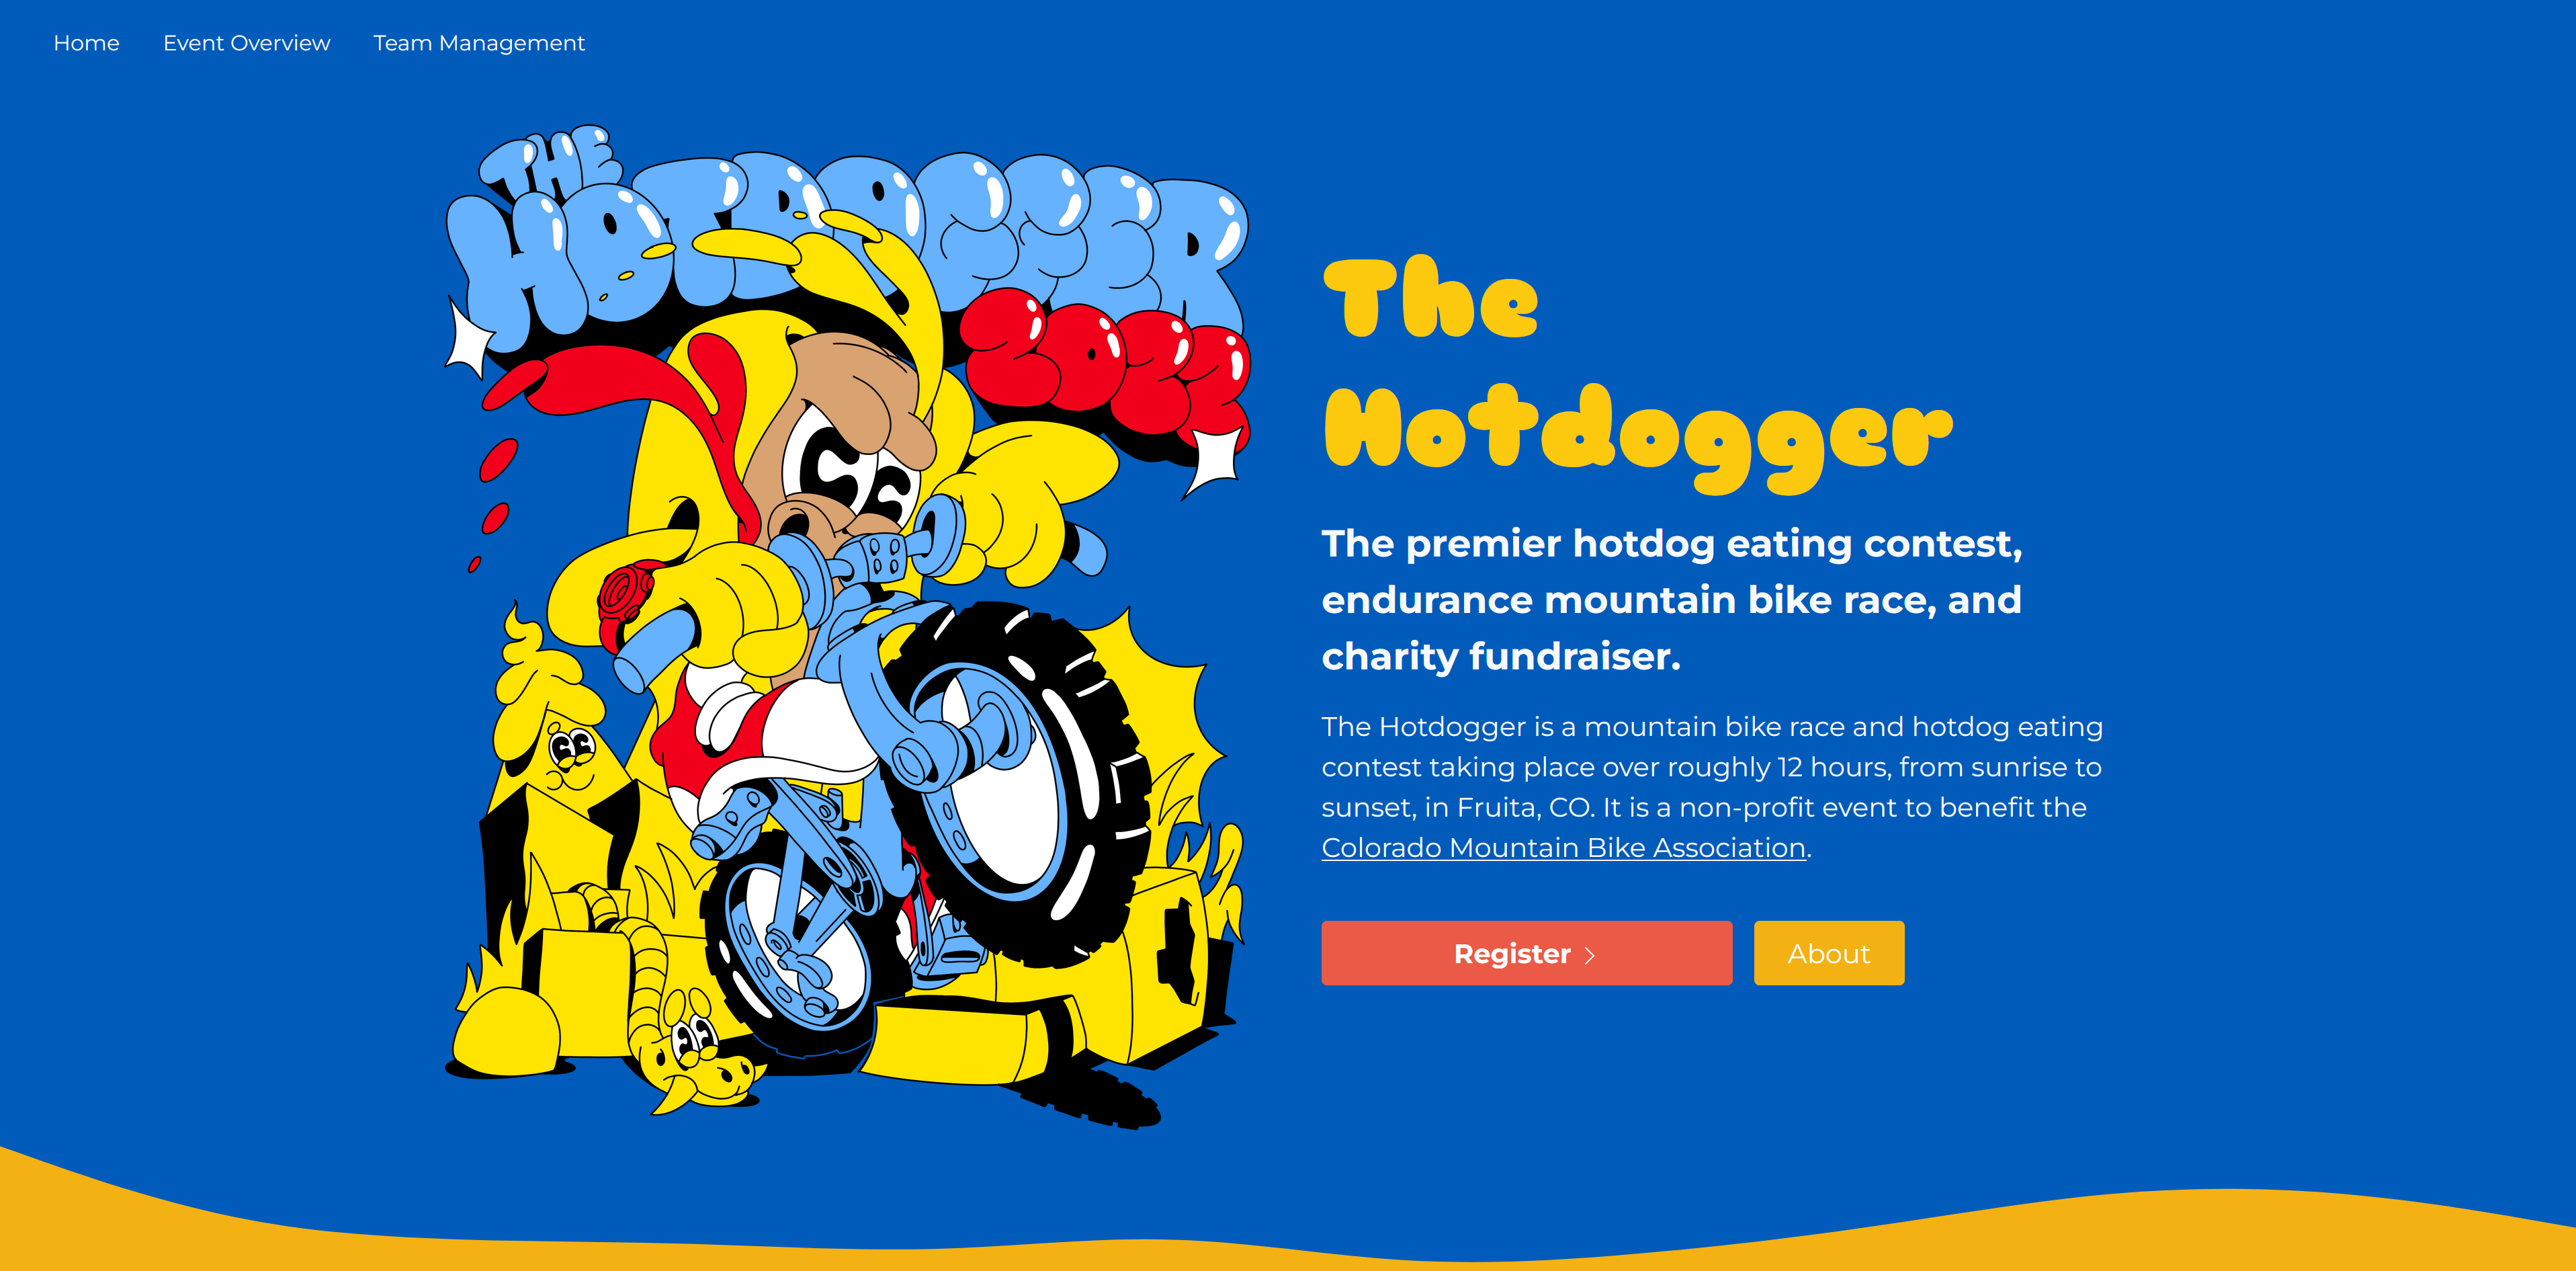 Home Event Overview Team Management
THE
HOTDOGGER
2025
The
Hotdogger
The premier hotdog eating contest,
endurance mountain bike race, and
charity fundraiser.
The Hotdogger is a mountain bike race and hotdog eating
contest taking place over roughly 12 hours, from sunrise to
sunset, in Fruita, CO. It is a non-profit event to benefit the
Colorado Mountain Bike Association.
Register
About